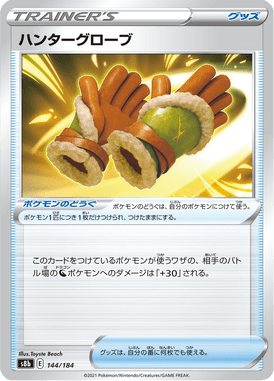 TRAINER'S グッズ
ハンターグローブ
ポケモンのどうぐ
ポケモンのどうぐは、自分のポケモンにつけて使う。
ポケモン1匹につき1枚だけつけられ、つけたままにする。
このカードをつけているポケモンが使うワザの、相手のバト
ル場の ドラゴン ポケモンへのダメージは「+30」される。
Illus.Toyste Beach
s8b E 144/184
グッズは、自分の番に何枚でも使える。
©2021 Pokémon/Nintendo/Creatures/GAME FREAK.